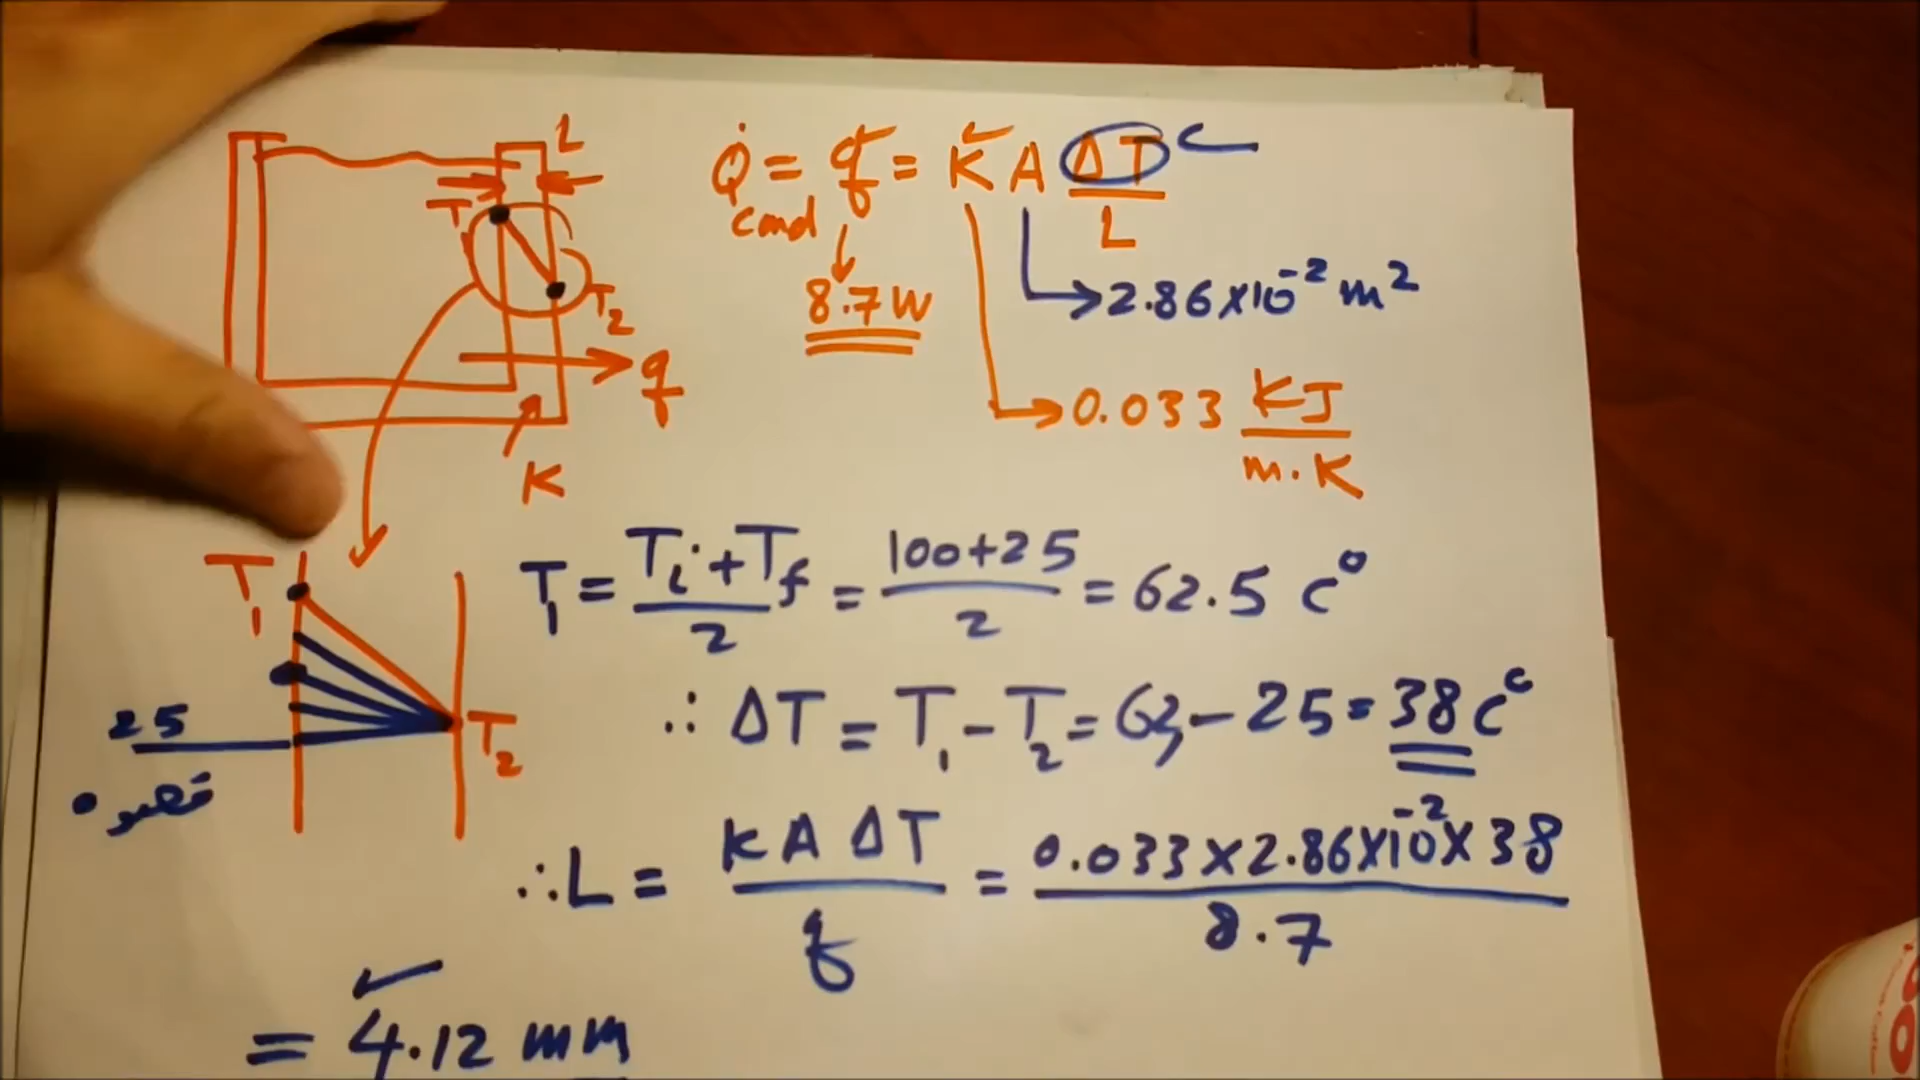 L
T1
T2
q
K
Q̇ cond = q = K A ΔT / L
8.7 W
2.86×10⁻² m²
0.033 KJ / m.K
T1
25
T2
T1 = Ti + Tf / 2 = 100+25 / 2 = 62.5 C°
∴ ΔT = T1 - T2 = 63 - 25 = 38 C°
∴ L = K A ΔT / q = 0.033 × 2.86×10⁻² × 38 / 8.7
= 4.12 mm